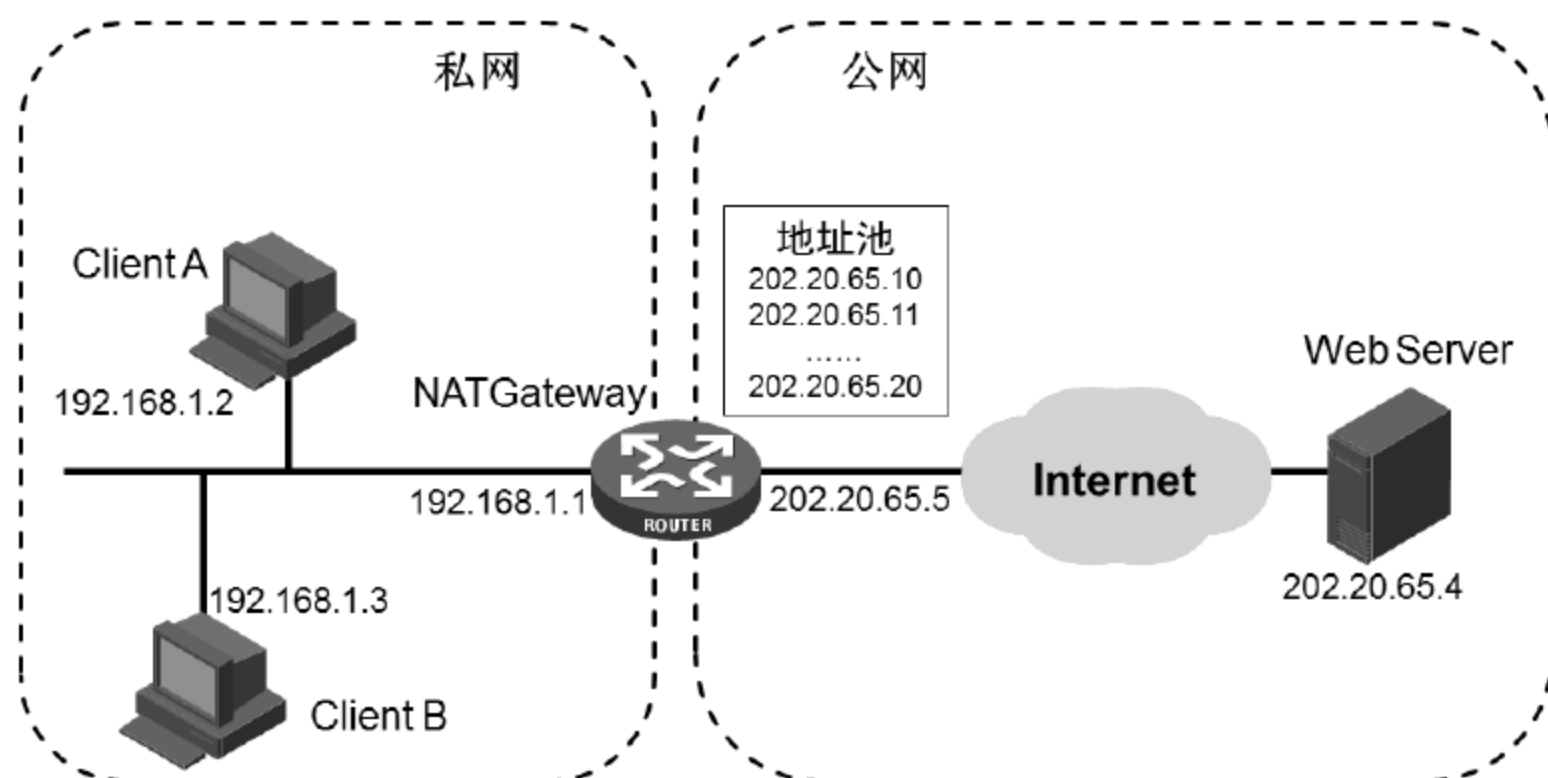 私网
公网
地址池
202.20.65.10
202.20.65.11
......
202.20.65.20
Client A
192.168.1.2
NATGateway
Web Server
192.168.1.1
ROUTER
202.20.65.5
Internet
202.20.65.4
192.168.1.3
Client B